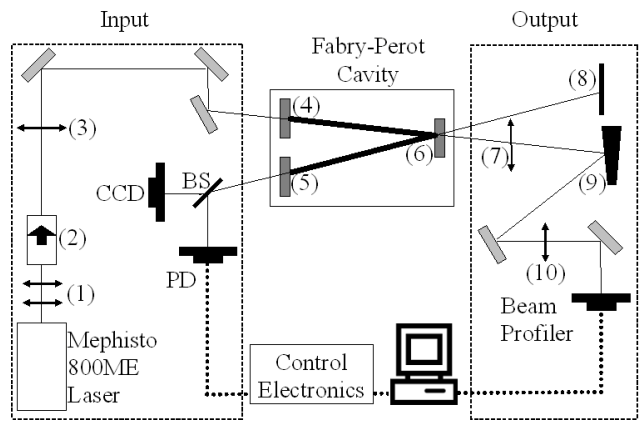 Input
Output
Fabry-Perot
Cavity
(8)
(4)
(3)
(6)
(7)
(5)
(9)
BS
CCD
(2)
(10)
PD
(1)
Beam
Profiler
Mephisto
800ME
Laser
Control
Electronics